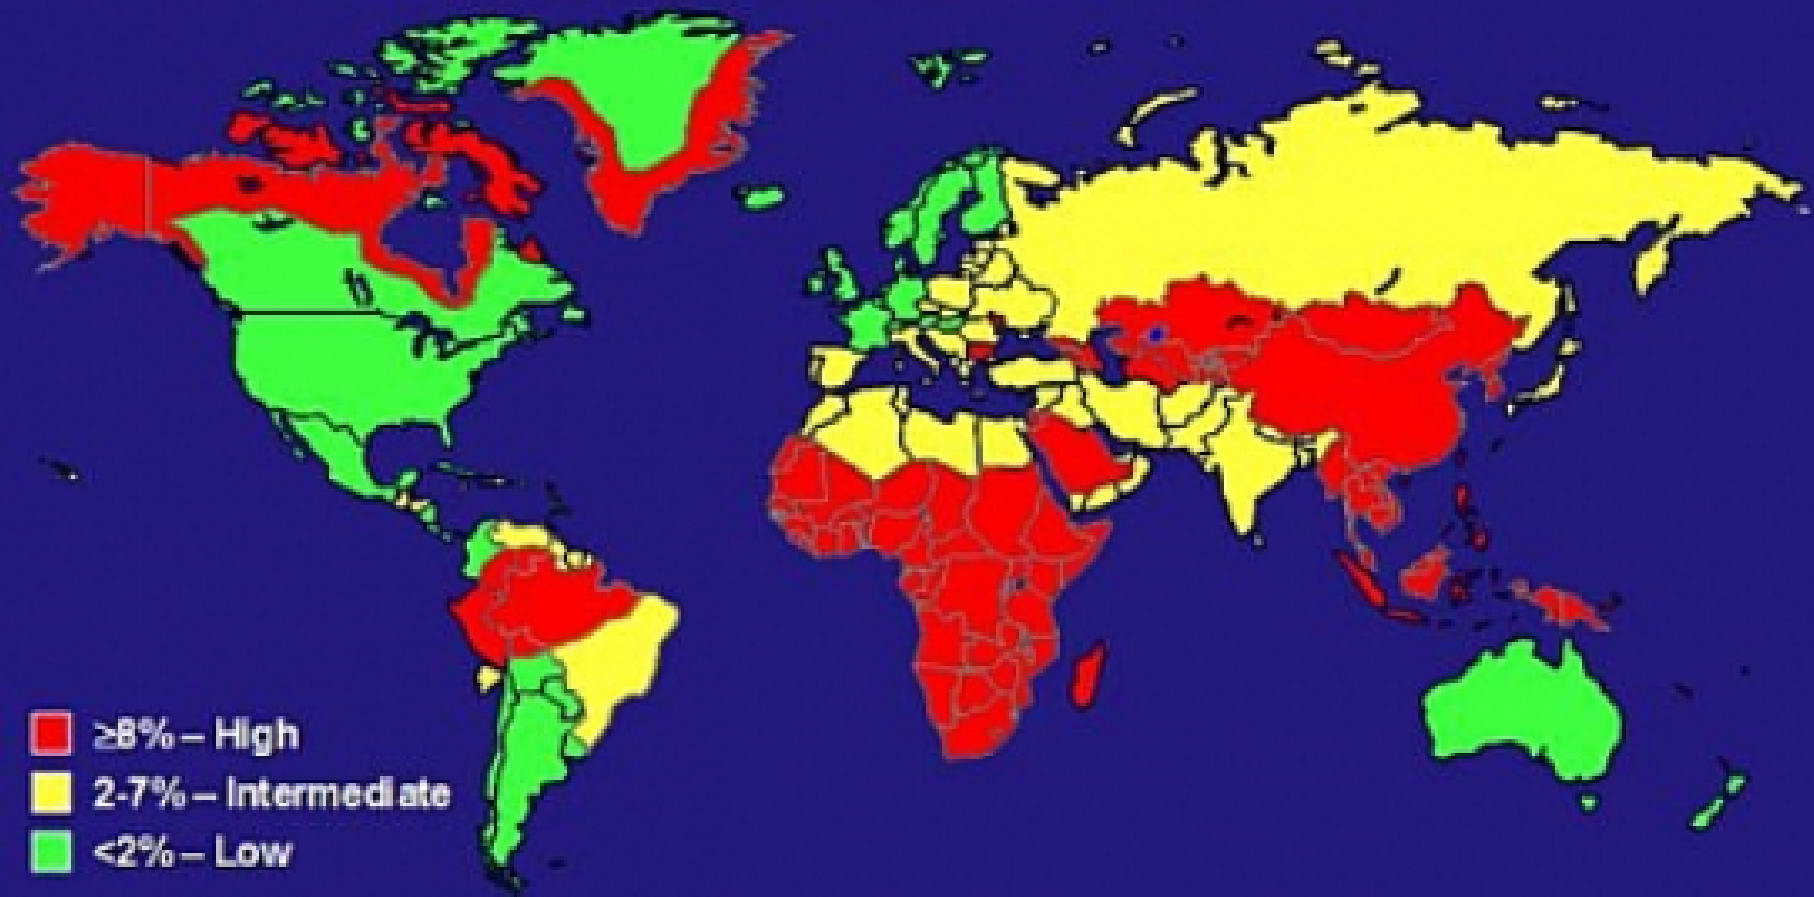 ≥8% – High
2-7% – Intermediate
<2% – Low